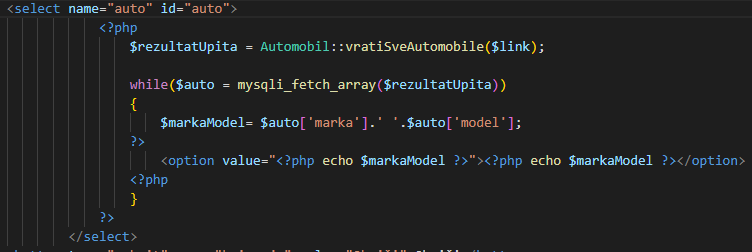 <select name="auto" id="auto">
<?php
$rezultatUpita = Automobil::vratiSveAutomobile($link);
while($auto = mysqli_fetch_array($rezultatUpita))
{
$markaModel= $auto['marka'].' '.$auto['model'];
?>
<option value="<?php echo $markaModel ?>"><?php echo $markaModel ?></option>
<?php
}
?>
</select>